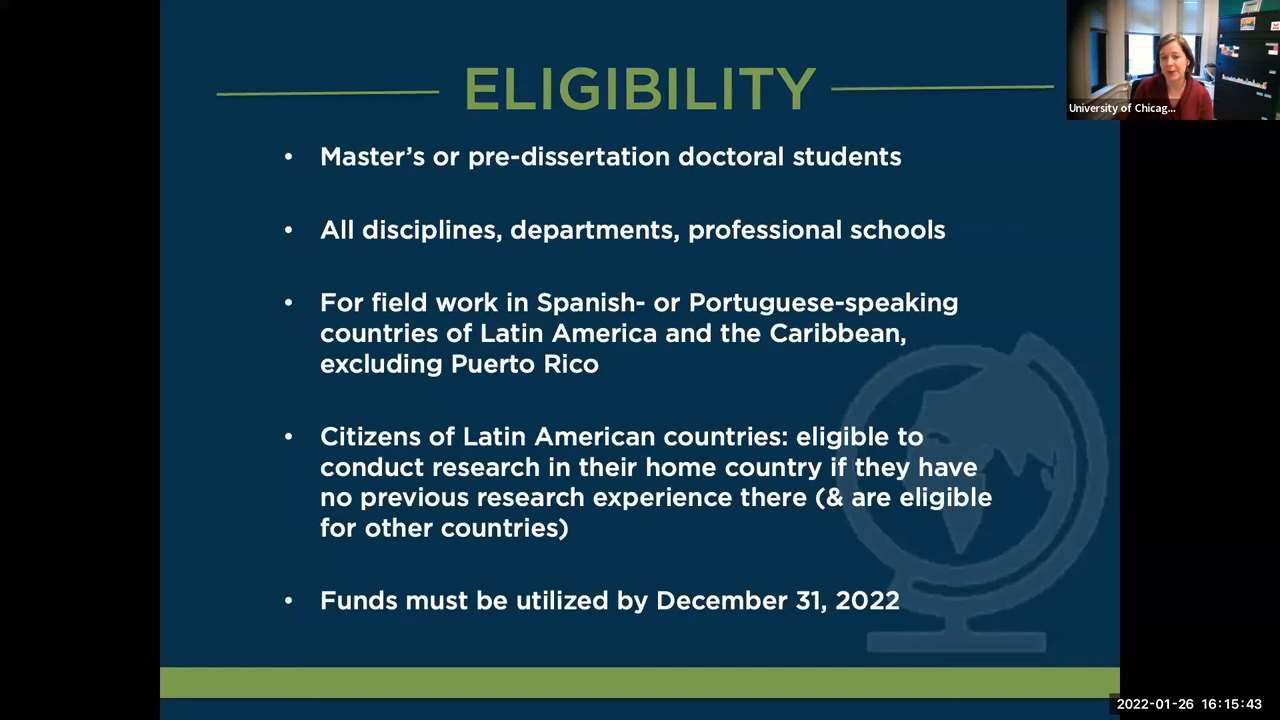 ELIGIBILITY
University of Chicag...
• Master's or pre-dissertation doctoral students
• All disciplines, departments, professional schools
• For field work in Spanish- or Portuguese-speaking
countries of Latin America and the Caribbean,
excluding Puerto Rico
• Citizens of Latin American countries: eligible to
conduct research in their home country if they have
no previous research experience there (& are eligible
for other countries)
• Funds must be utilized by December 31, 2022
2022-01-26 16:15:43